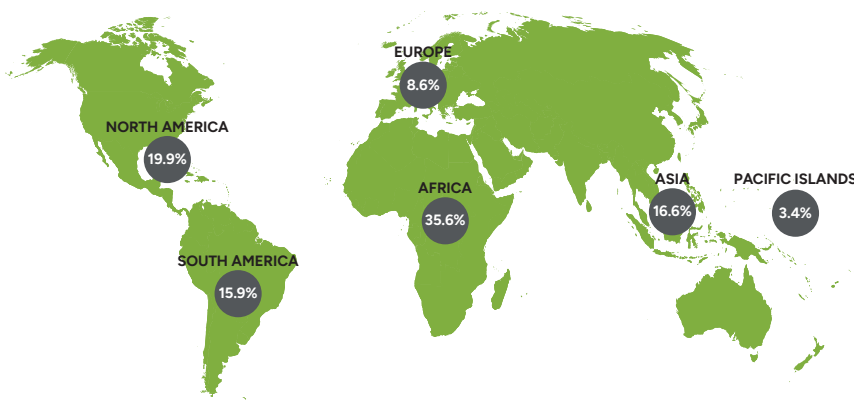 EUROPE
8.6%
NORTH AMERICA
19.9%
AFRICA
35.6%
ASIA
16.6%
PACIFIC ISLANDS
3.4%
SOUTH AMERICA
15.9%